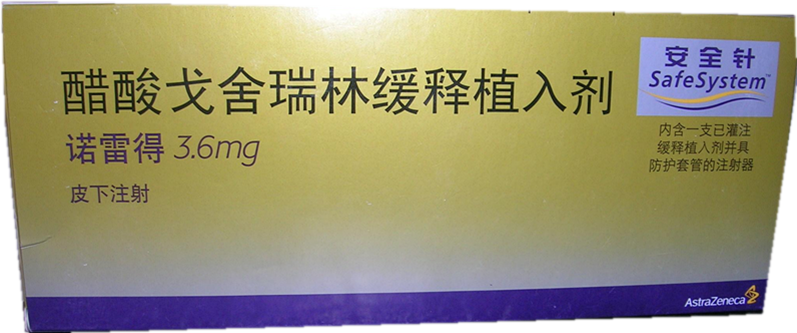 醋酸戈舍瑞林缓释植入剂
诺雷得 3.6mg
皮下注射
安全针
SafeSystem™
内含一支已灌注
缓释植入剂并具
防护套管的注射器
AstraZeneca